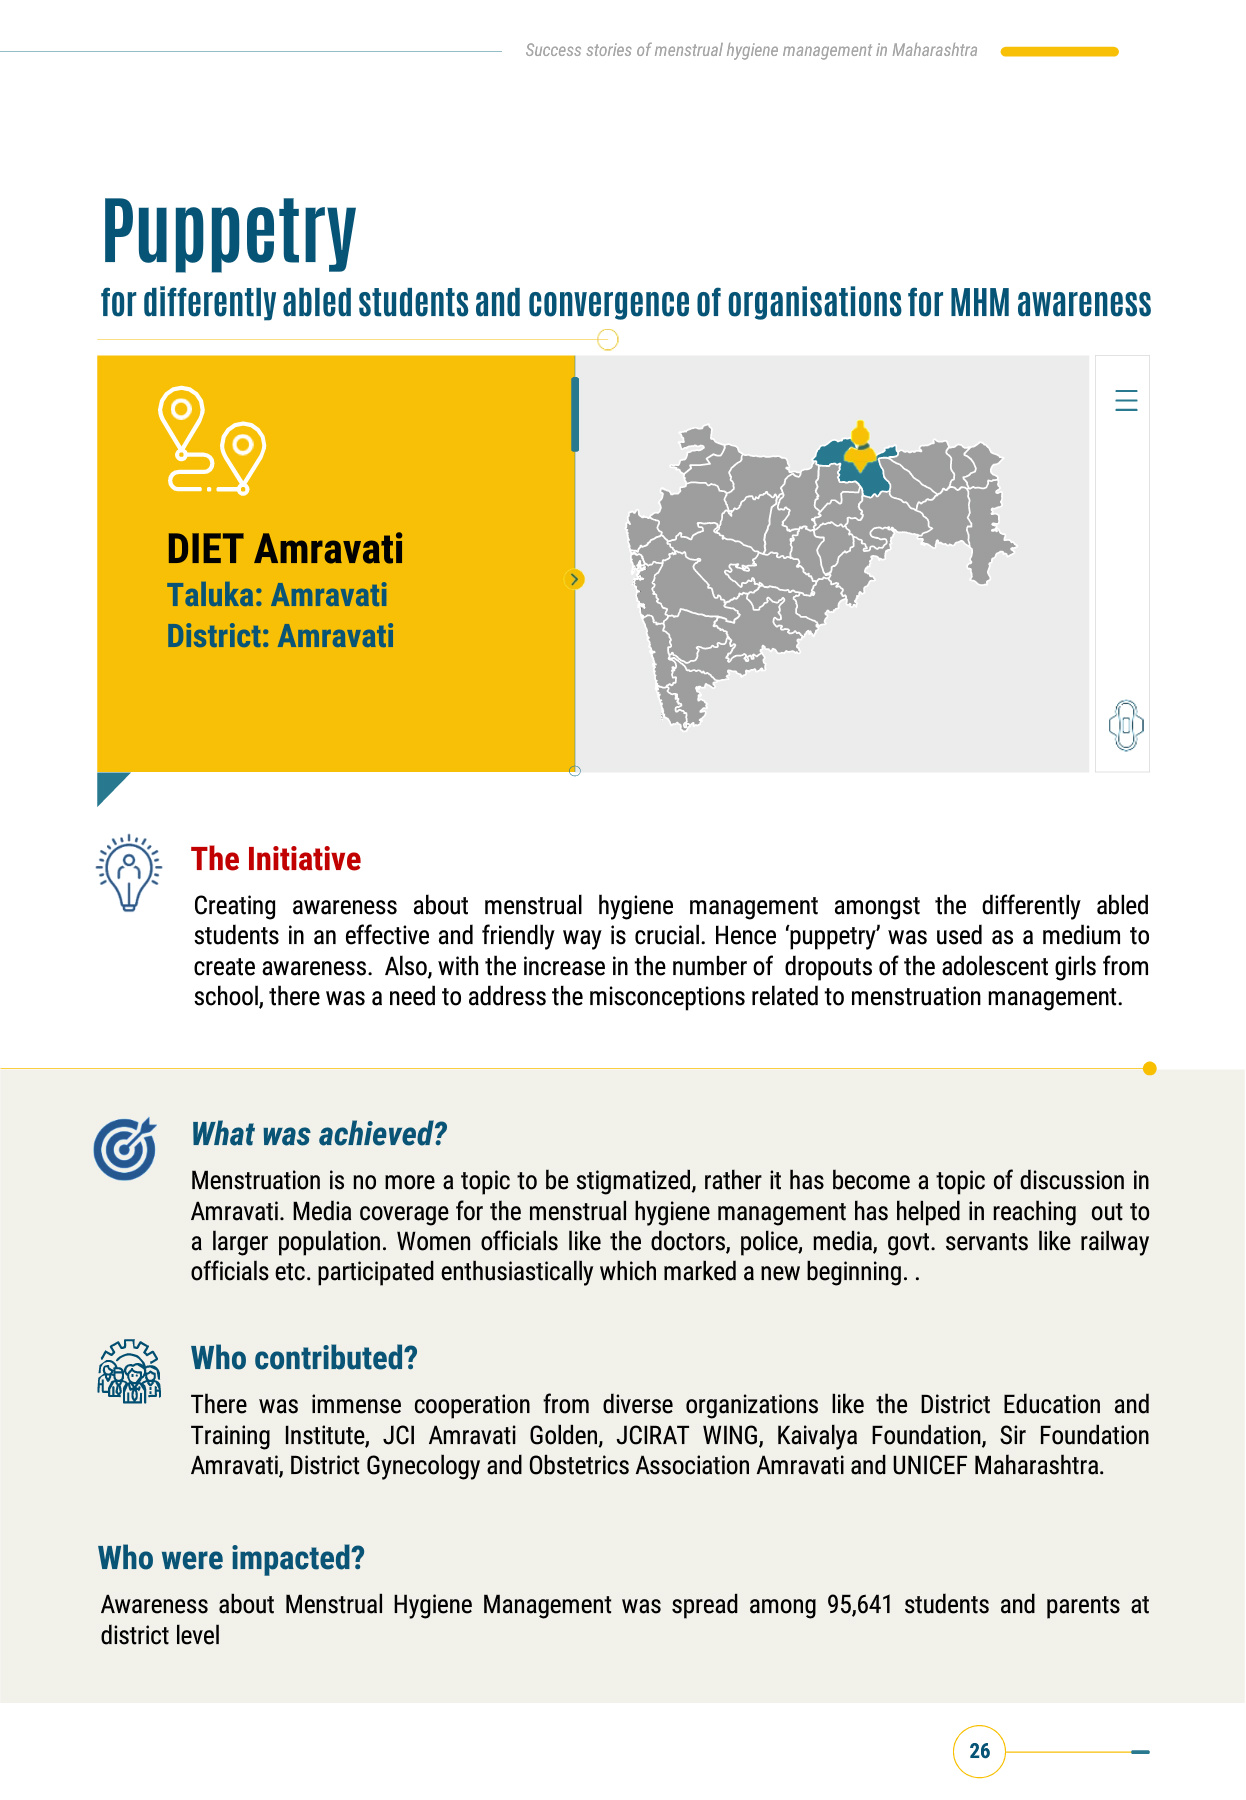 Success stories of menstrual hygiene management in Maharashtra
Puppetry
for differently abled students and convergence of organisations for MHM awareness
DIET Amravati
Taluka: Amravati
District: Amravati
The Initiative
Creating awareness about menstrual hygiene management amongst the differently abled
students in an effective and friendly way is crucial. Hence ‘puppetry’ was used as a medium to
create awareness.  Also, with the increase in the number of  dropouts of the adolescent girls from
school, there was a need to address the misconceptions related to menstruation management.
What was achieved?
Menstruation is no more a topic to be stigmatized, rather it has become a topic of discussion in
Amravati. Media coverage for the menstrual hygiene management has helped in reaching  out to
a larger population. Women officials like the doctors, police, media, govt. servants like railway
officials etc. participated enthusiastically which marked a new beginning. .
Who contributed?
There was immense cooperation from diverse organizations like the District Education and
Training Institute, JCI Amravati Golden, JCIRAT WING, Kaivalya Foundation, Sir Foundation
Amravati, District Gynecology and Obstetrics Association Amravati and UNICEF Maharashtra.
Who were impacted?
Awareness about Menstrual Hygiene Management was spread among 95,641 students and parents at
district level
26